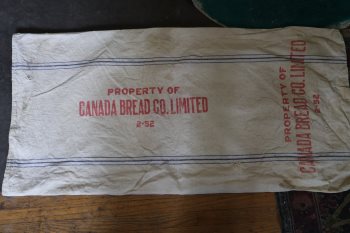 PROPERTY OF
CANADA BREAD CO. LIMITED
2-52
PROPERTY OF
CANADA BREAD CO. LIMITED
2-52